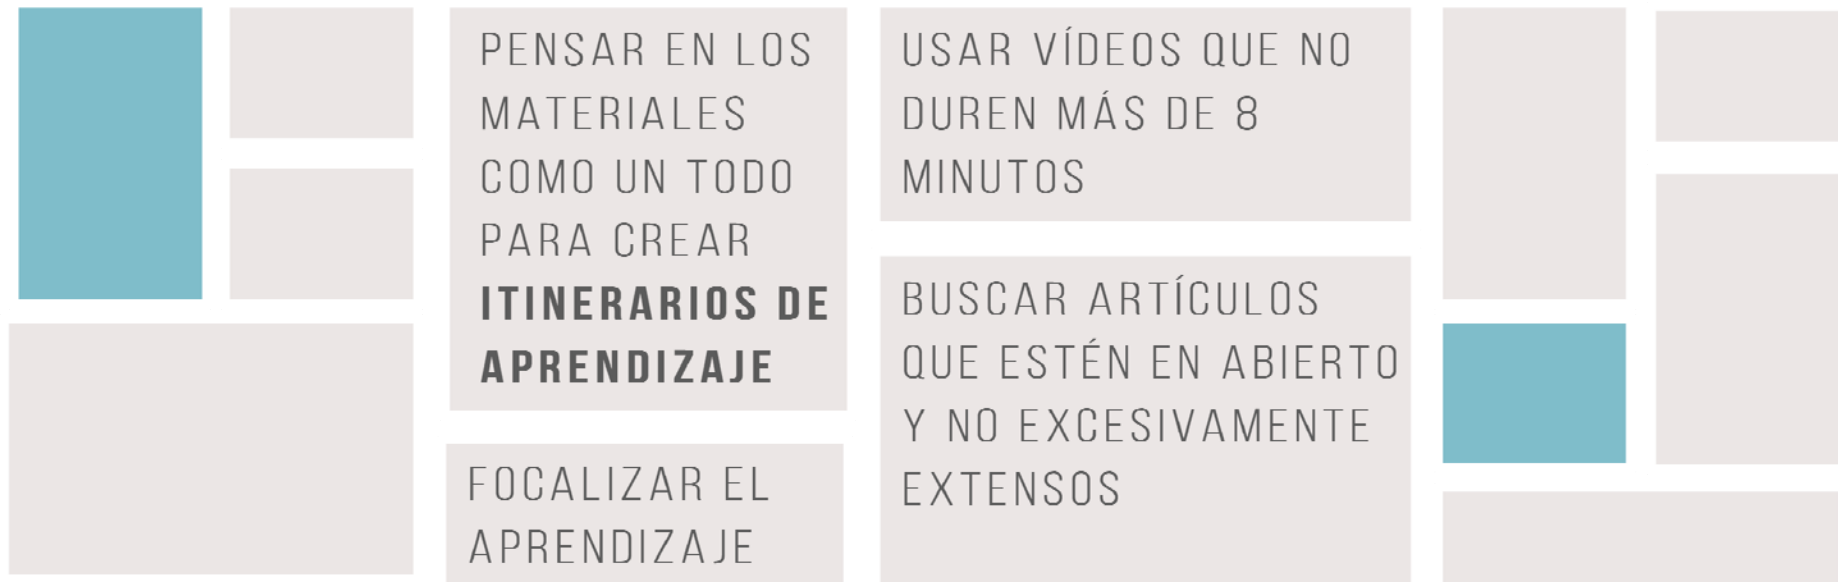 PENSAR EN LOS
MATERIALES
COMO UN TODO
PARA CREAR
ITINERARIOS DE
APRENDIZAJE
FOCALIZAR EL
APRENDIZAJE
USAR VÍDEOS QUE NO
DUREN MÁS DE 8
MINUTOS
BUSCAR ARTÍCULOS
QUE ESTÉN EN ABIERTO
Y NO EXCESIVAMENTE
EXTENSOS